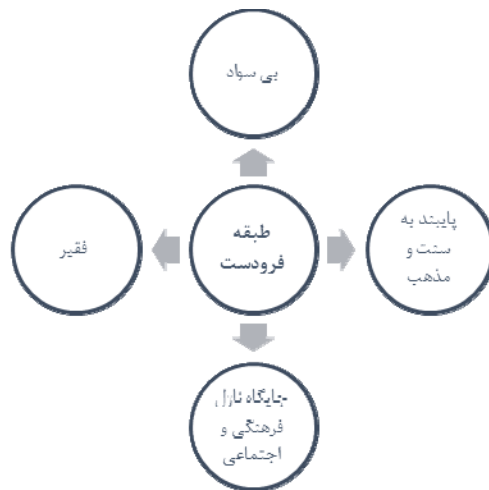 بی سواد
پایبند به
سنت و
مذهب
طبقه
فرودست
فقیر
جایگاه نازل
فرهنگی و
اجتماعی